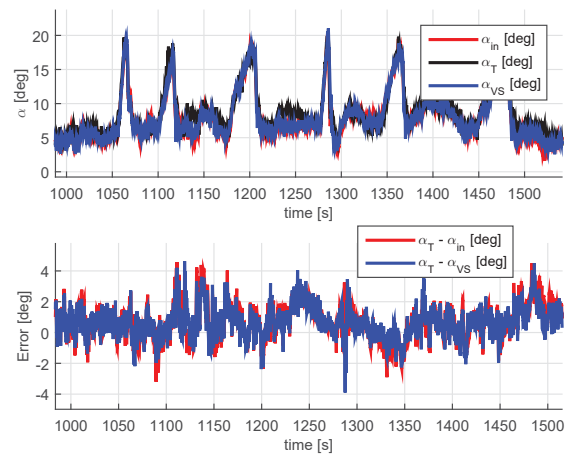 20
15
10
5
0
α [deg]
α_in [deg]
α_T [deg]
α_VS [deg]
1000 1050 1100 1150 1200 1250 1300 1350 1400 1450 1500
time [s]
4
2
0
-2
-4
Error [deg]
α_T - α_in [deg]
α_T - α_VS [deg]
1000 1050 1100 1150 1200 1250 1300 1350 1400 1450 1500
time [s]